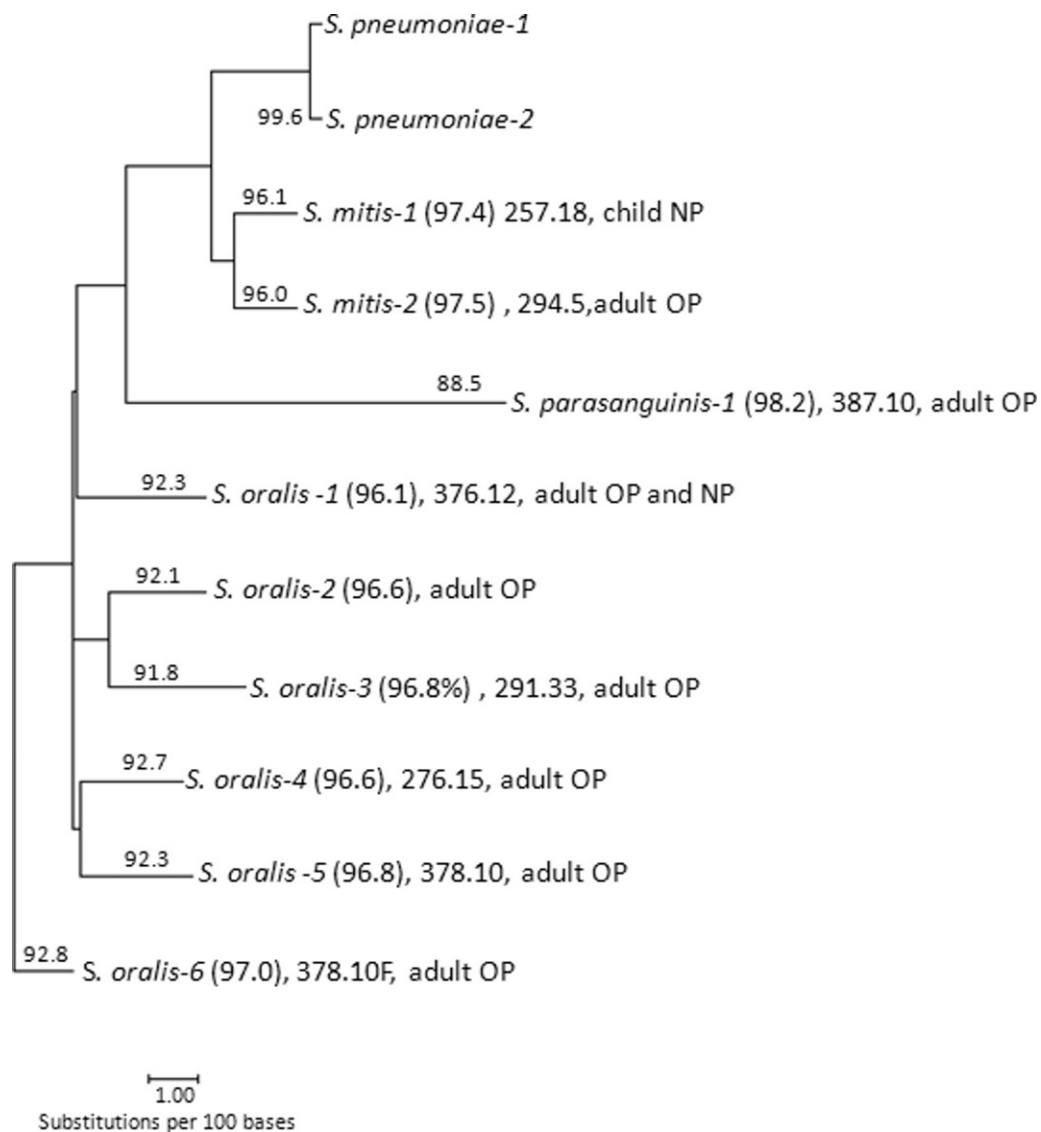 S. pneumoniae-1
99.6 S. pneumoniae-2
96.1
S. mitis-1 (97.4) 257.18, child NP
96.0
S. mitis-2 (97.5) , 294.5,adult OP
88.5
S. parasanguinis-1 (98.2), 387.10, adult OP
92.3
S. oralis -1 (96.1), 376.12, adult OP and NP
92.1
S. oralis-2 (96.6), adult OP
91.8
S. oralis-3 (96.8%) , 291.33, adult OP
92.7
S. oralis-4 (96.6), 276.15, adult OP
92.3
S. oralis -5 (96.8), 378.10, adult OP
92.8
S. oralis-6 (97.0), 378.10F, adult OP
1.00
Substitutions per 100 bases